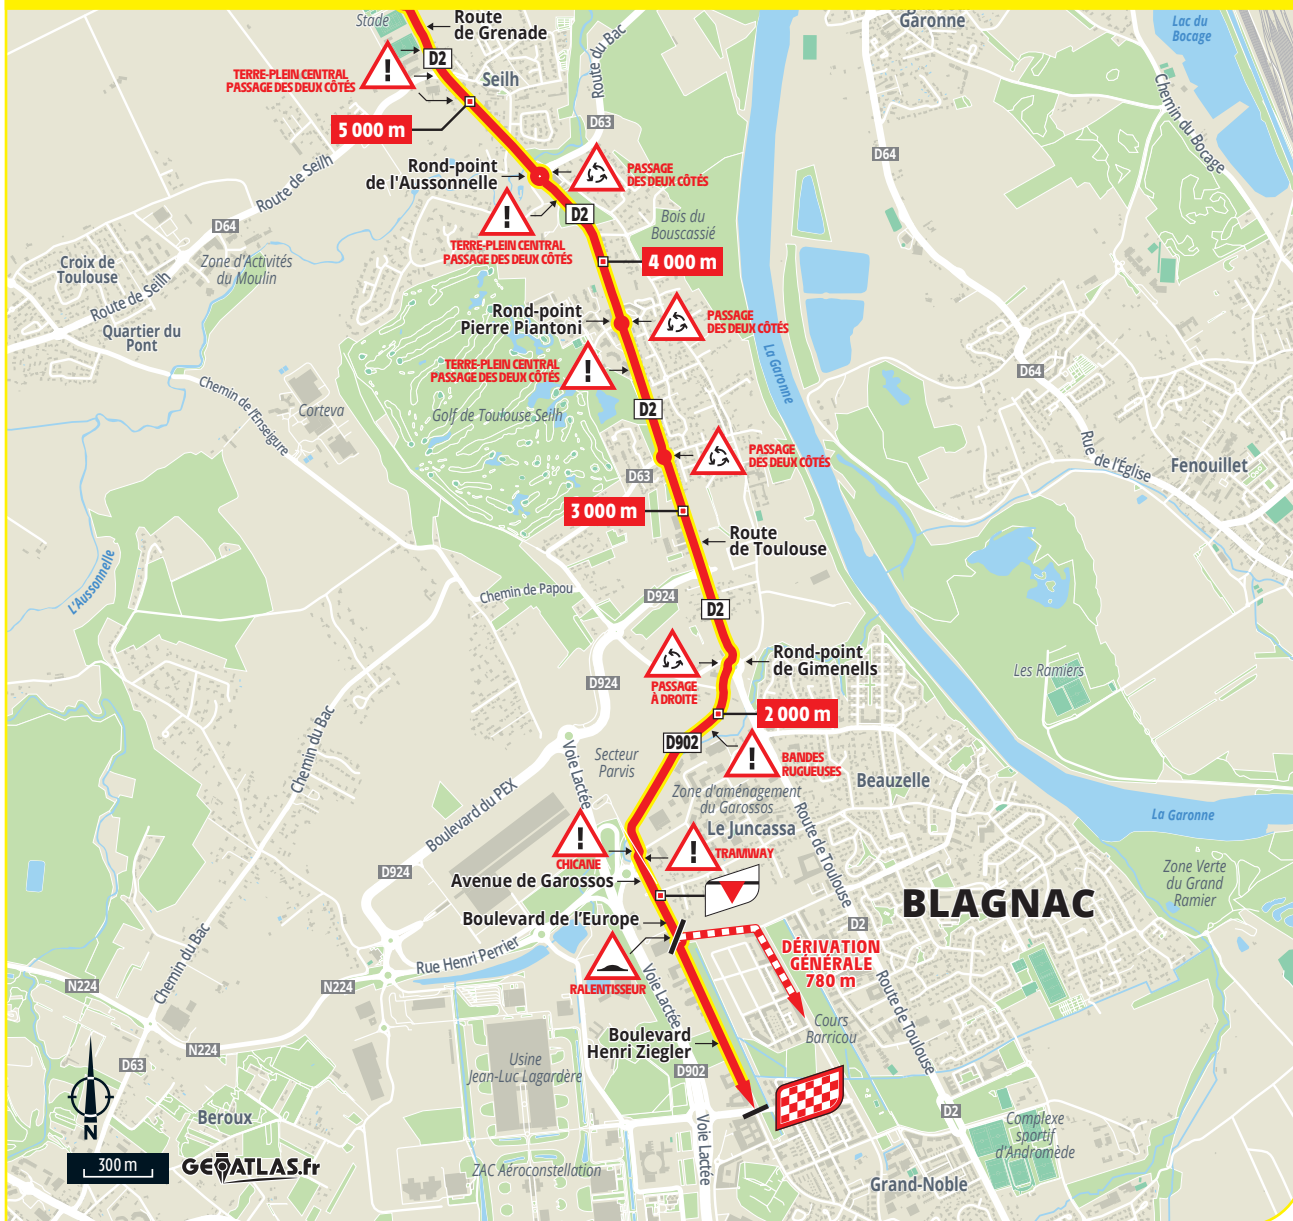 Stade
Route
de Grenade
D2
Seilh
TERRE-PLEIN CENTRAL
PASSAGE DES DEUX CÔTÉS
5 000 m
Route du Bac
D63
Garonne
Lac du
Bocage
Chemin du Bocage
D64
Route de Seilh
Rond-point
de l'Aussonnelle
PASSAGE
DES DEUX CÔTÉS
D2
TERRE-PLEIN CENTRAL
PASSAGE DES DEUX CÔTÉS
Bois du
Bouscassié
4 000 m
D64
Croix de
Toulouse
Zone d'Activités
du Moulin
Route de Seilh
Quartier du
Pont
Rond-point
Pierre Piantoni
PASSAGE
DES DEUX CÔTÉS
TERRE-PLEIN CENTRAL
PASSAGE DES DEUX CÔTÉS
La Garonne
D64
Chemin de l'Enseigure
Corteva
Golf de Toulouse Seilh
D2
PASSAGE
DES DEUX CÔTÉS
D63
Rue de l'Église
Fenouillet
3 000 m
Route
de Toulouse
L'Aussonnelle
Chemin de Papou
D924
D2
Rond-point
de Gimenells
PASSAGE
À DROITE
Les Ramiers
D924
2 000 m
D902
Chemin du Bac
Voie Lactée
Secteur
Parvis
BANDES
RUGUEUSES
Beauzelle
Zone d'aménagement
du Garossos
Le Juncassa
Boulevard du PEX
Route de Toulouse
La Garonne
CHICANE
TRAMWAY
D924
Avenue de Garossos
Zone Verte
du Grand
Ramier
BLAGNAC
Boulevard de l'Europe
D2
Rue Henri Perrier
DÉRIVATION
GÉNÉRALE
780 m
RALENTISSEUR
Voie Lactée
Chemin du Bac
N224
N224
Route de Toulouse
Cours
Barricou
Boulevard
Henri Ziegler
N224
D63
Usine
Jean-Luc Lagardère
D902
Beroux
N
Voie Lactée
D2
Complexe
sportif
d'Andromède
300 m
GEOATLAS.fr
ZAC Aéroconstellation
Grand-Noble